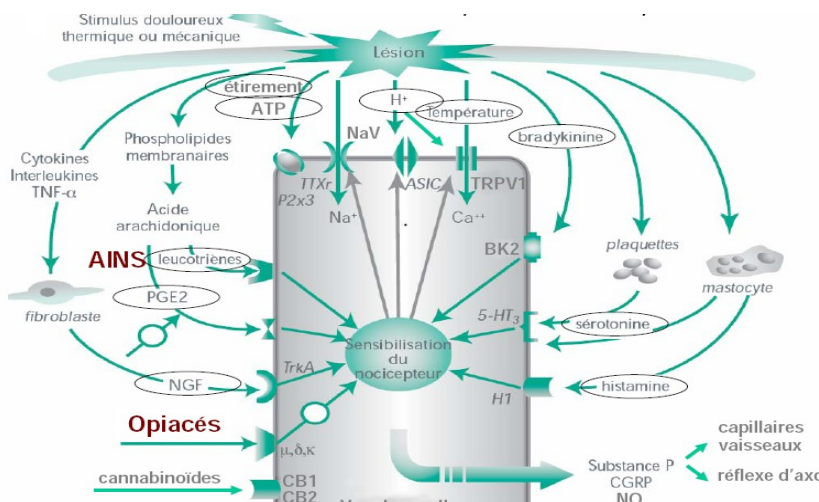 Stimulus douloureux
thermique ou mécanique
Lésion
étirement
ATP
H+
Température
bradykinine
NaV
Phospholipides
membranaires
Cytokines
Interleukines
TNF-α
TTXr
P2x3
ASIC
TRPV1
Na+
Ca++
Acide
arachidonique
BK2
plaquettes
mastocyte
AINS
leucotriènes
PGE2
fibroblaste
5-HT3
sérotonine
Sensibilisation
du
nocicepteur
TrkA
NGF
H1
histamine
Opiacés
μ,δ,κ
capillaires
vaisseaux
cannabinoïdes
CB1
CB2
Substance P
CGRP
NO
réflexe d'axo